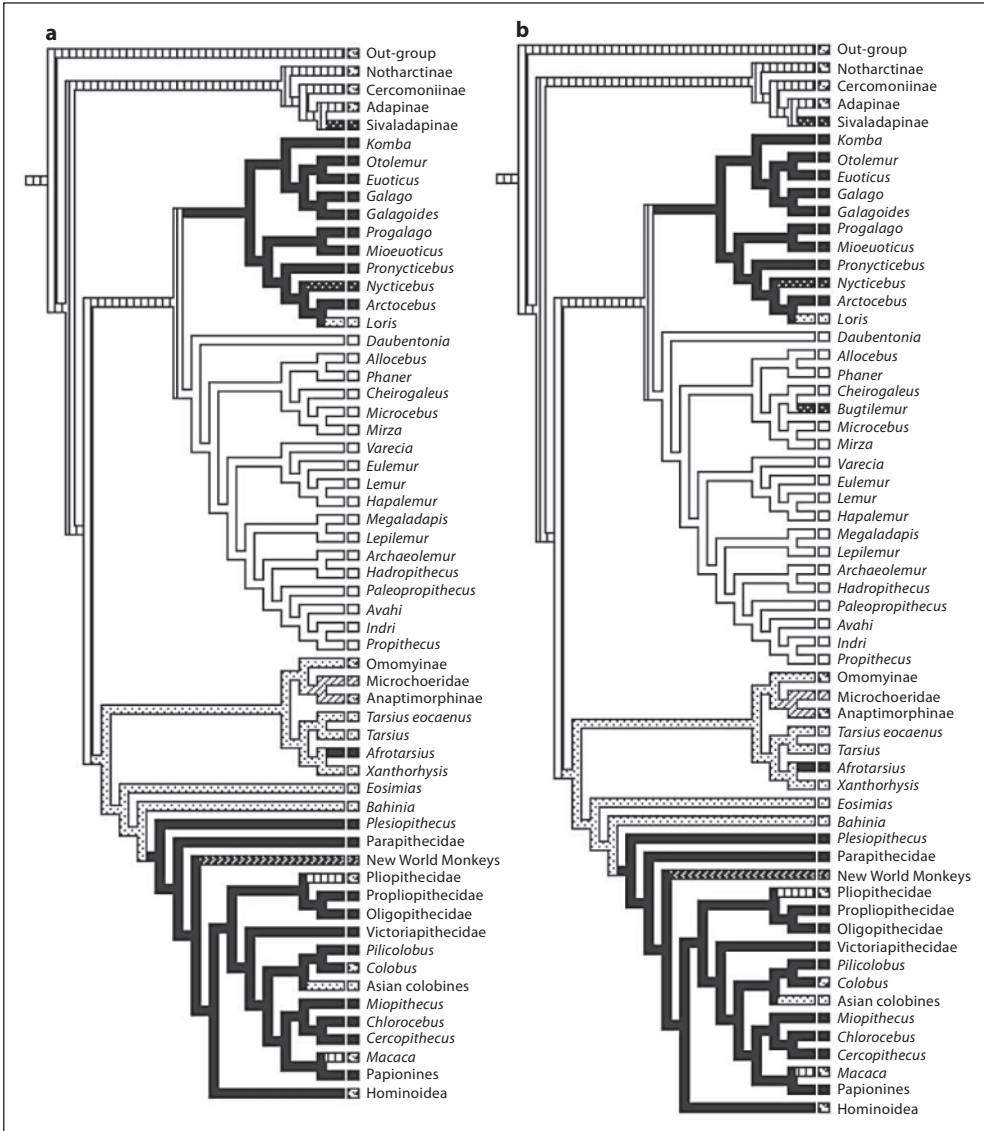 a
Out-group
Notharctinae
Cercomoniinae
Adapinae
Sivaladapinae
Komba
Otolemur
Euoticus
Galago
Galagoides
Progalago
Mioeuoticus
Pronycticebus
Nycticebus
Arctocebus
Loris
Daubentonia
Allocebus
Phaner
Cheirogaleus
Microcebus
Mirza
Varecia
Eulemur
Lemur
Hapalemur
Megaladapis
Lepilemur
Archaeolemur
Hadropithecus
Paleopropithecus
Avahi
Indri
Propithecus
Omomyinae
Microchoeridae
Anaptimorphinae
Tarsius eocaenus
Tarsius
Afrotarsius
Xanthorhysis
Eosimias
Bahinia
Plesiopithecus
Parapithecidae
New World Monkeys
Pliopithecidae
Propliopithecidae
Oligopithecidae
Victoriapithecidae
Pilicolobus
Colobus
Asian colobines
Miopithecus
Chlorocebus
Cercopithecus
Macaca
Papionines
Hominoidea
b
Out-group
Notharctinae
Cercomoniinae
Adapinae
Sivaladapinae
Komba
Otolemur
Euoticus
Galago
Galagoides
Progalago
Mioeuoticus
Pronycticebus
Nycticebus
Arctocebus
Loris
Daubentonia
Allocebus
Phaner
Cheirogaleus
Bugtilemur
Microcebus
Mirza
Varecia
Eulemur
Lemur
Hapalemur
Megaladapis
Lepilemur
Archaeolemur
Hadropithecus
Paleopropithecus
Avahi
Indri
Propithecus
Omomyinae
Microchoeridae
Anaptimorphinae
Tarsius eocaenus
Tarsius
Afrotarsius
Xanthorhysis
Eosimias
Bahinia
Plesiopithecus
Parapithecidae
New World Monkeys
Pliopithecidae
Propliopithecidae
Oligopithecidae
Victoriapithecidae
Pilicolobus
Colobus
Asian colobines
Miopithecus
Chlorocebus
Cercopithecus
Macaca
Papionines
Hominoidea